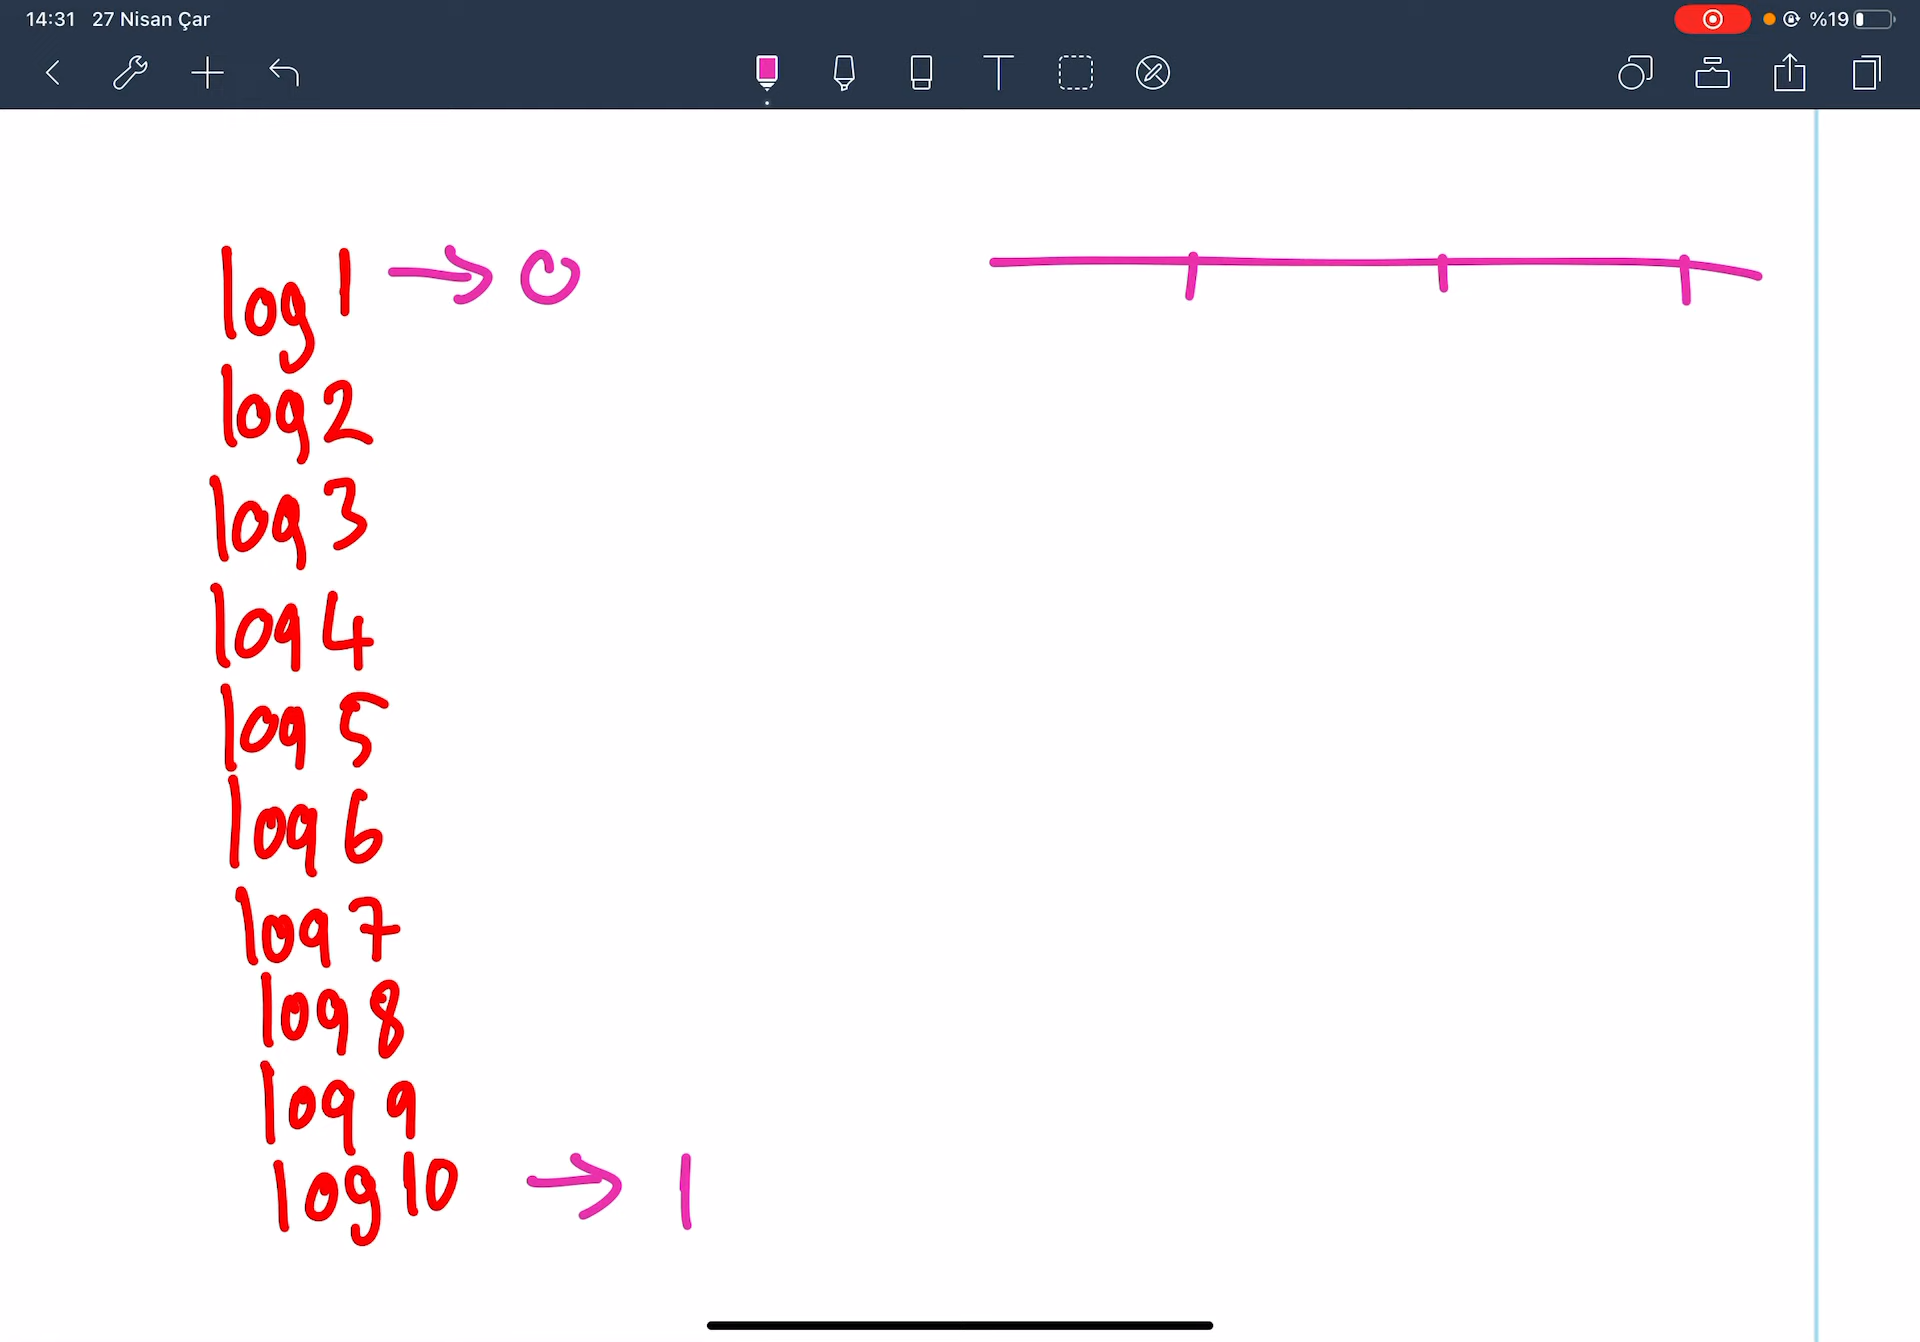 14:31 27 Nisan Çar %19
log 1 → 0
log 2
log 3
log 4
log 5
log 6
log 7
log 8
log 9
log 10 → 1